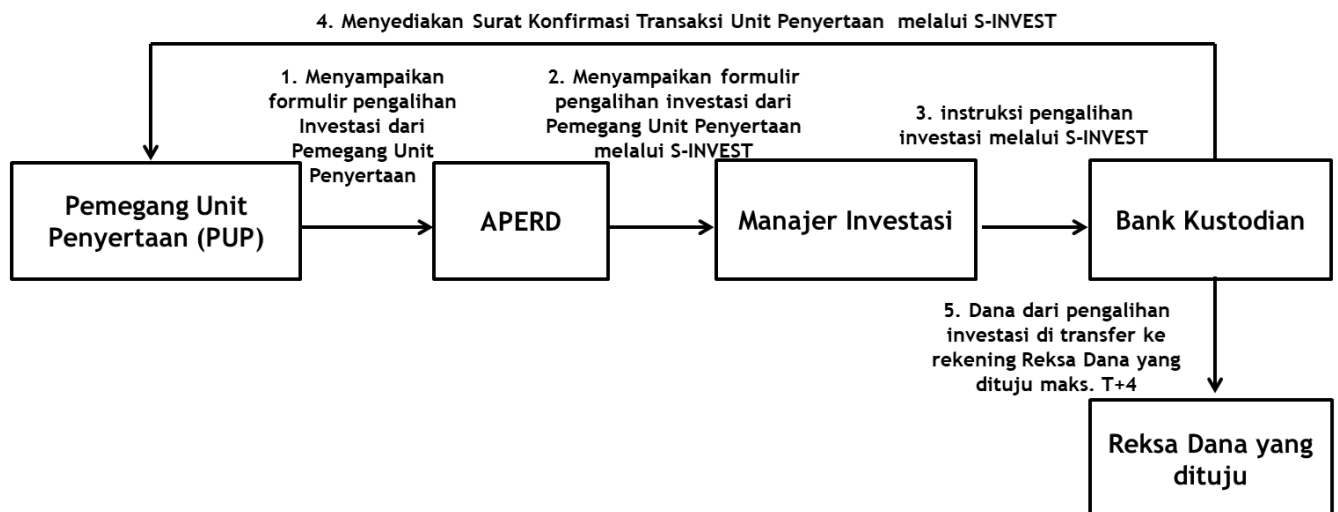 4. Menyediakan Surat Konfirmasi Transaksi Unit Penyertaan melalui S-INVEST
1. Menyampaikan
formulir pengalihan
Investasi dari
Pemegang Unit
Penyertaan
2. Menyampaikan formulir
pengalihan investasi dari
Pemegang Unit Penyertaan
melalui S-INVEST
3. instruksi pengalihan
investasi melalui S-INVEST
Pemegang Unit
Penyertaan (PUP)
APERD
Manajer Investasi
Bank Kustodian
5. Dana dari pengalihan
investasi di transfer ke
rekening Reksa Dana yang
dituju maks. T+4
Reksa Dana yang
dituju